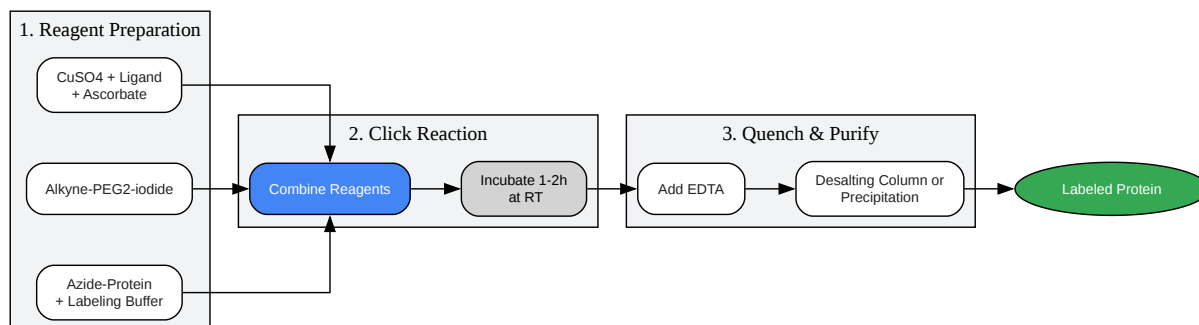 1. Reagent Preparation
CuSO4 + Ligand
+ Ascorbate
Alkyne-PEG2-iodide
Azide-Protein
+ Labeling Buffer
2. Click Reaction
Combine Reagents
Incubate 1-2h
at RT
3. Quench & Purify
Add EDTA
Desalting Column or
Precipitation
Labeled Protein